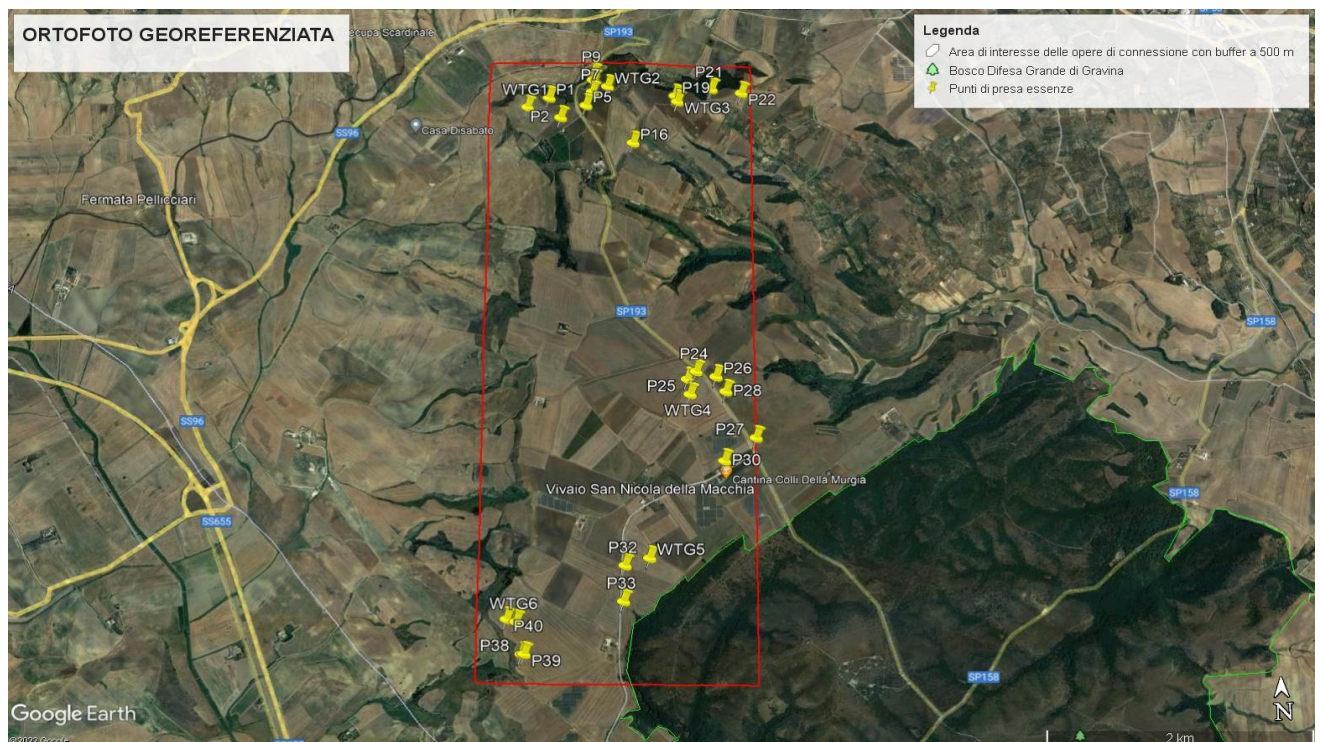 ORTOFOTO GEOREFERENZIATA
Scardinale
SP193
Legenda
Area di interesse delle opere di connessione con buffer a 500 m
Bosco Difesa Grande di Gravina
Punti di presa essenze
P9
P7
WTG2
P21
WTG1
P1
P5
P19
P22
P2
WTG3
SS96
Casa Disabato
P16
Fermata Pellicciari
SP193
SP158
P24
P26
P25
P28
WTG4
SS96
P27
P30
Cantina Colli Della Murgia
Vivaio San Nicola della Macchia
SP158
SS655
P32
WTG5
P33
WTG6
P40
P38
P39
SP158
Google Earth
N
2 km